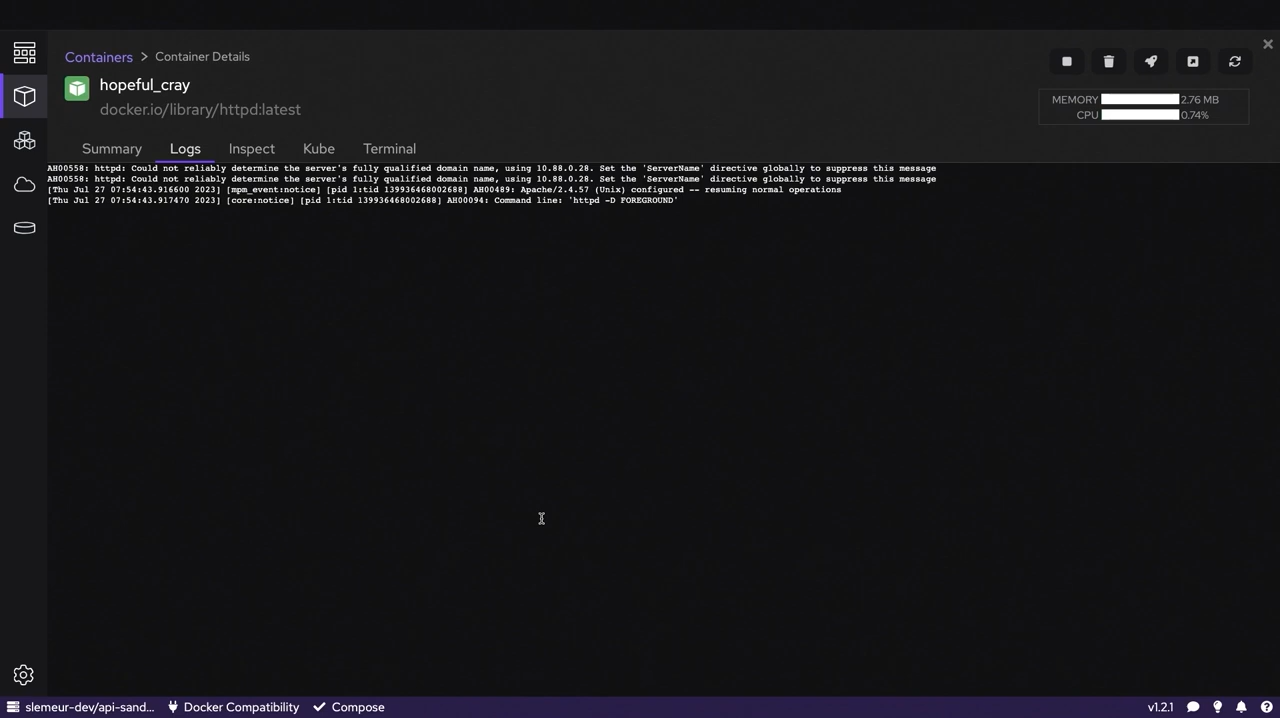 Containers > Container Details
hopeful_cray
docker.io/library/httpd:latest
MEMORY 2.76 MB
CPU 0.74%
Summary Logs Inspect Kube Terminal
AH00558: httpd: Could not reliably determine the server's fully qualified domain name, using 10.88.0.28. Set the 'ServerName' directive globally to suppress this message
AH00558: httpd: Could not reliably determine the server's fully qualified domain name, using 10.88.0.28. Set the 'ServerName' directive globally to suppress this message
[Thu Jul 27 07:54:43.916600 2023] [mpm_event:notice] [pid 1:tid 139936468002688] AH00489: Apache/2.4.57 (Unix) configured -- resuming normal operations
[Thu Jul 27 07:54:43.917470 2023] [core:notice] [pid 1:tid 139936468002688] AH00094: Command line: 'httpd -D FOREGROUND'
slemeur-dev/api-sand... Docker Compatibility Compose v1.2.1